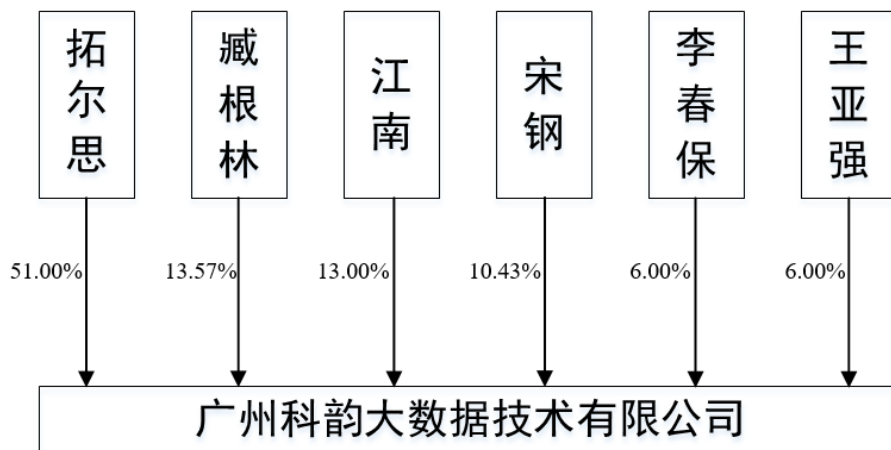 拓尔思
臧根林
江南
宋钢
李春保
王亚强
51.00%
13.57%
13.00%
10.43%
6.00%
6.00%
广州科韵大数据技术有限公司